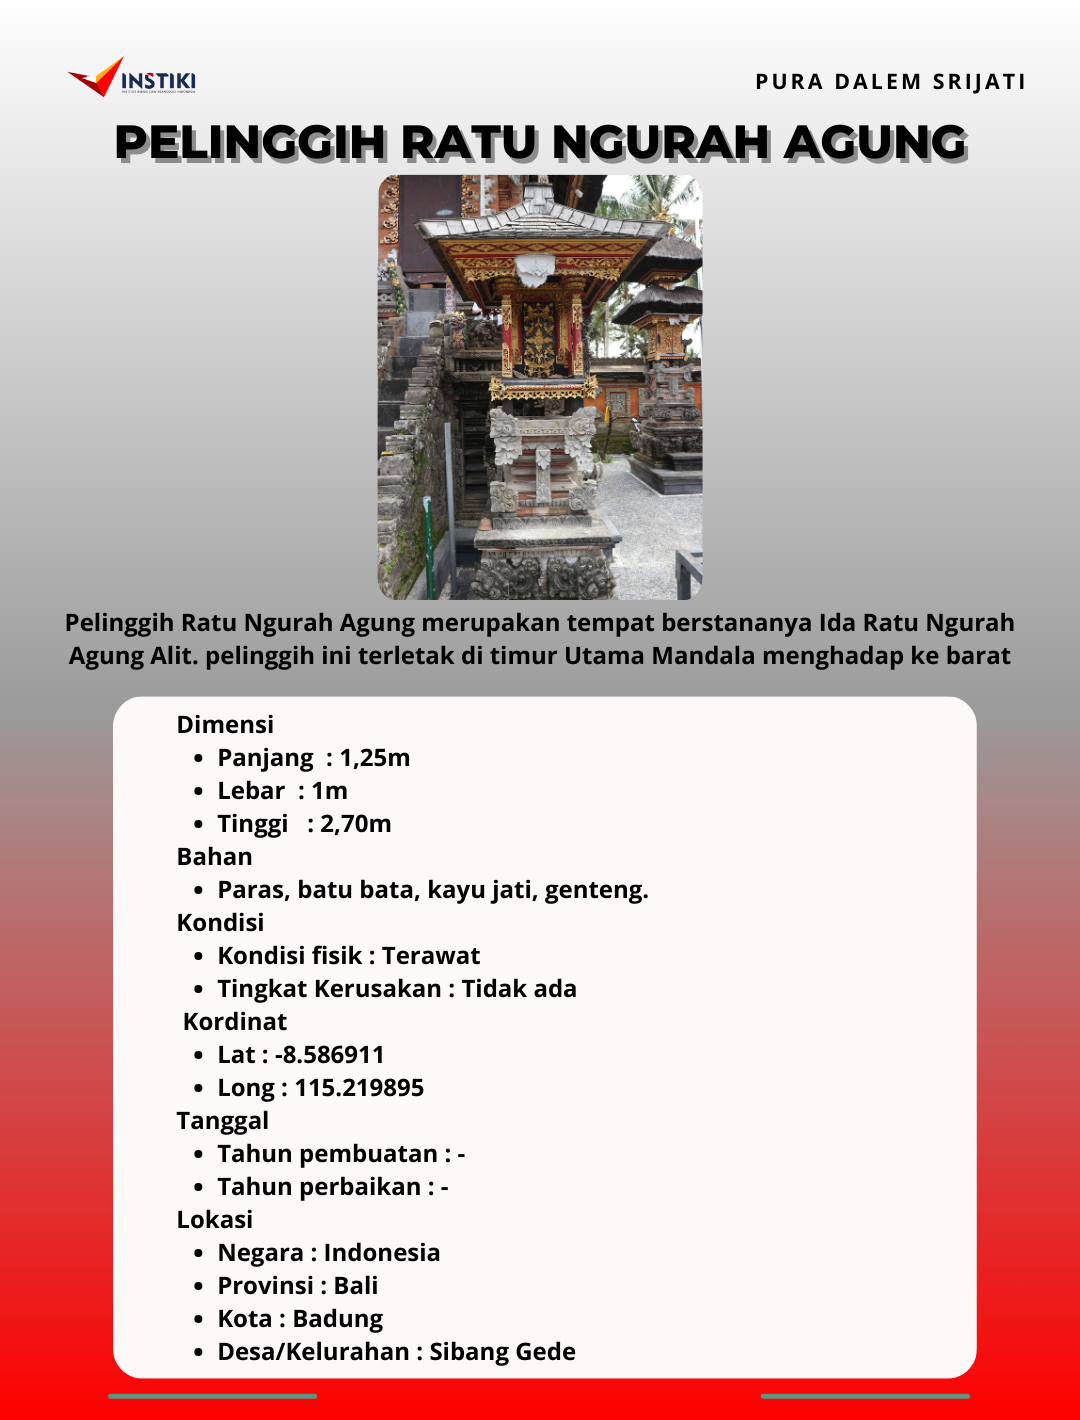 INSTIKI
PURA DALEM SRIJATI
PELINGGIH RATU NGURAH AGUNG
Pelinggih Ratu Ngurah Agung merupakan tempat berstananya Ida Ratu Ngurah
Agung Alit. pelinggih ini terletak di timur Utama Mandala menghadap ke barat
Dimensi
• Panjang : 1,25m
• Lebar : 1m
• Tinggi : 2,70m
Bahan
• Paras, batu bata, kayu jati, genteng.
Kondisi
• Kondisi fisik : Terawat
• Tingkat Kerusakan : Tidak ada
Kordinat
• Lat : -8.586911
• Long : 115.219895
Tanggal
• Tahun pembuatan : -
• Tahun perbaikan : -
Lokasi
• Negara : Indonesia
• Provinsi : Bali
• Kota : Badung
• Desa/Kelurahan : Sibang Gede